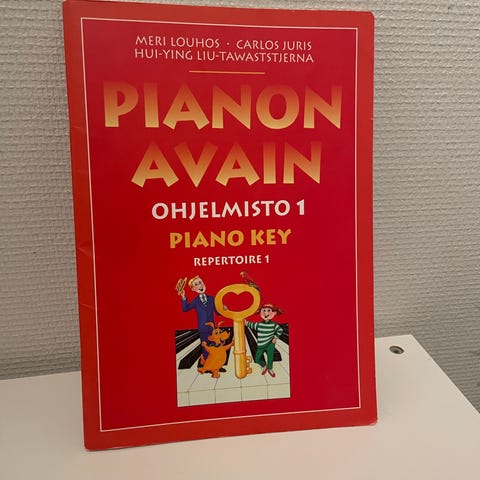 MERI LOUHOS · CARLOS JURIS
HUI-YING LIU-TAWASTSTJERNA
PIANON
AVAIN
OHJELMISTO 1
PIANO KEY
REPERTOIRE 1